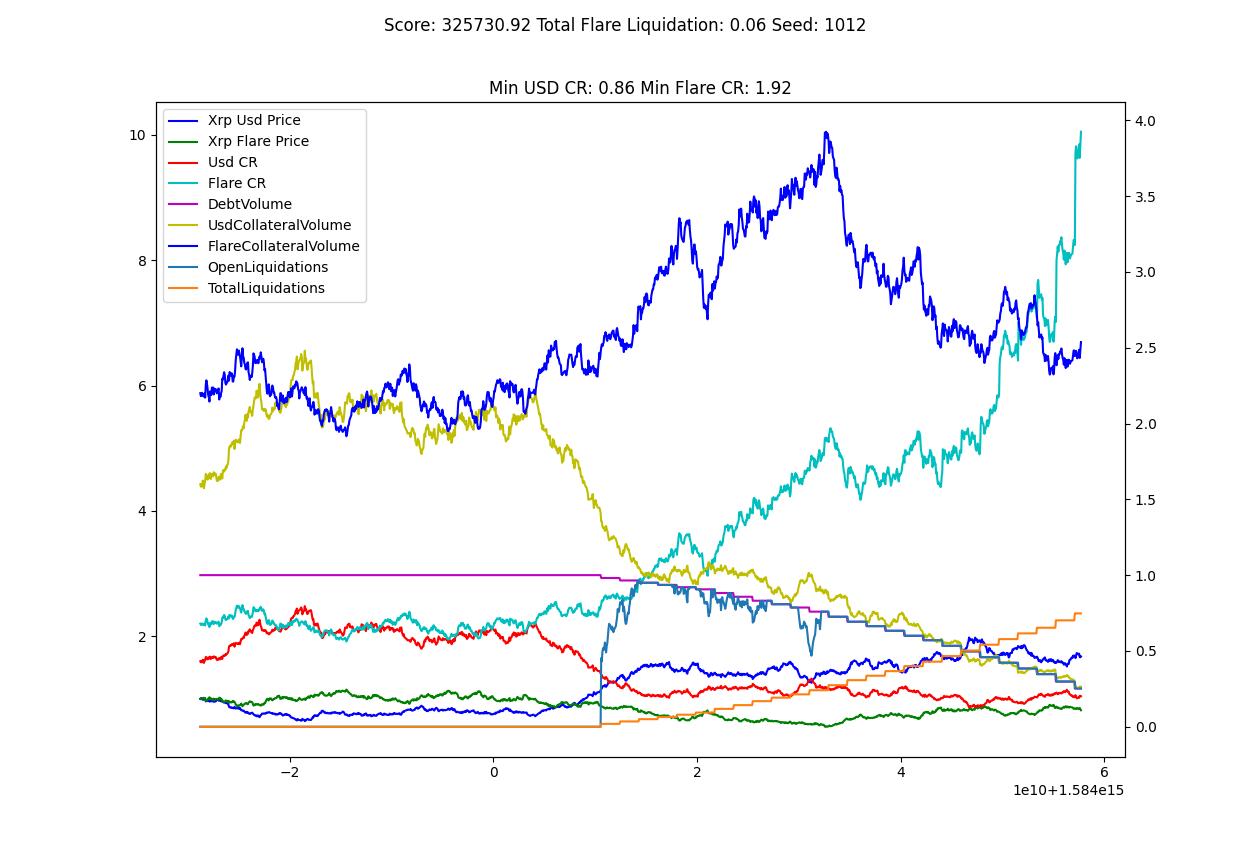 Score: 325730.92 Total Flare Liquidation: 0.06 Seed: 1012
Min USD CR: 0.86 Min Flare CR: 1.92
Xrp Usd Price
Xrp Flare Price
Usd CR
Flare CR
DebtVolume
UsdCollateralVolume
FlareCollateralVolume
OpenLiquidations
TotalLiquidations
10
8
6
4
2
4.0
3.5
3.0
2.5
2.0
1.5
1.0
0.5
0.0
−2 0 2 4 6
1e10+1.584e15